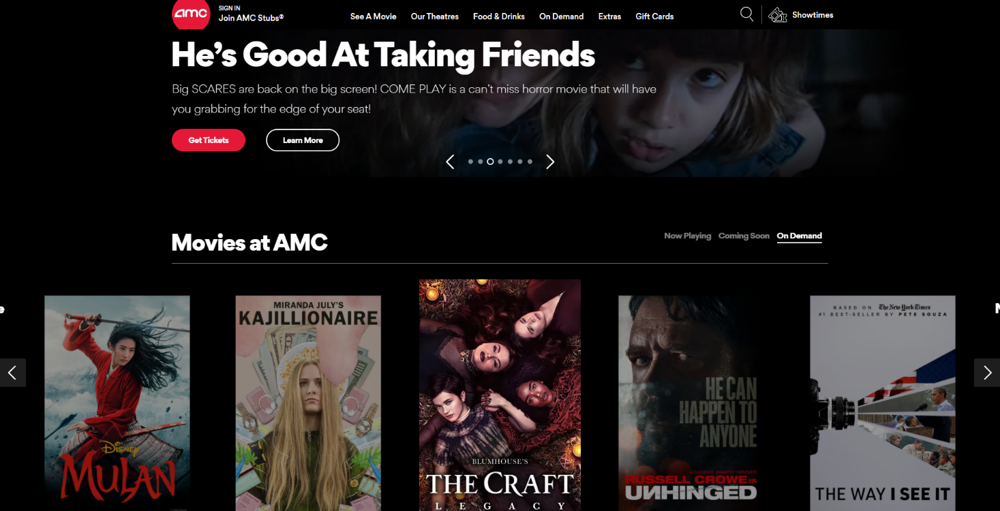 amc
SIGN IN
Join AMC Stubs®
See A Movie
Our Theatres
Food & Drinks
On Demand
Extras
Gift Cards
Showtimes
He's Good At Taking Friends
Big SCARES are back on the big screen! COME PLAY is a can't miss horror movie that will have
you grabbing for the edge of your seat!
Get Tickets
Learn More
Movies at AMC
Now Playing
Coming Soon
On Demand
DISNEY
MULAN
MIRANDA JULY'S
KAJILLIONAIRE
BLUMHOUSE'S
THE CRAFT
LEGACY
HE CAN
HAPPEN TO
ANYONE
ACADEMY AWARD WINNER
RUSSELL CROWE IS
UNHINGED
BASED ON The New York Times
#1 BEST-SELLER BY PETE SOUZA
THE WAY I SEE IT